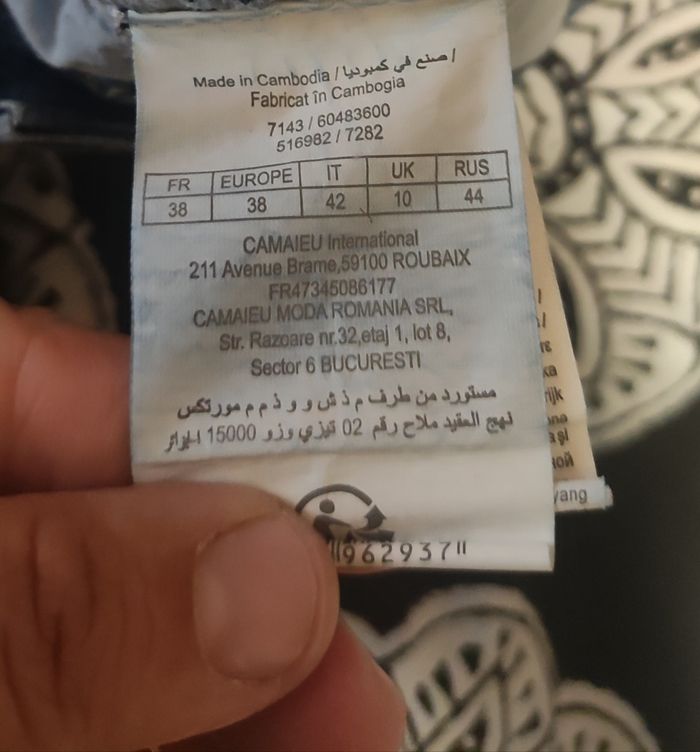 Made in Cambodia / صنع في كمبوديا /
Fabricat în Cambogia
7143 / 60483600
516982 / 7282
FR EUROPE IT UK RUS
38 38 42 10 44
CAMAIEU International
211 Avenue Brame,59100 ROUBAIX
FR47345086177
CAMAIEU MODA ROMANIA SRL,
Str. Razoare nr.32,etaj 1, lot 8,
Sector 6 BUCURESTI
مستورد من طرف م ذ ش و و ذ م م مورتكس
نهج العقيد ملاح رقم 02 تيزي وزو 15000 الجزائر
962937